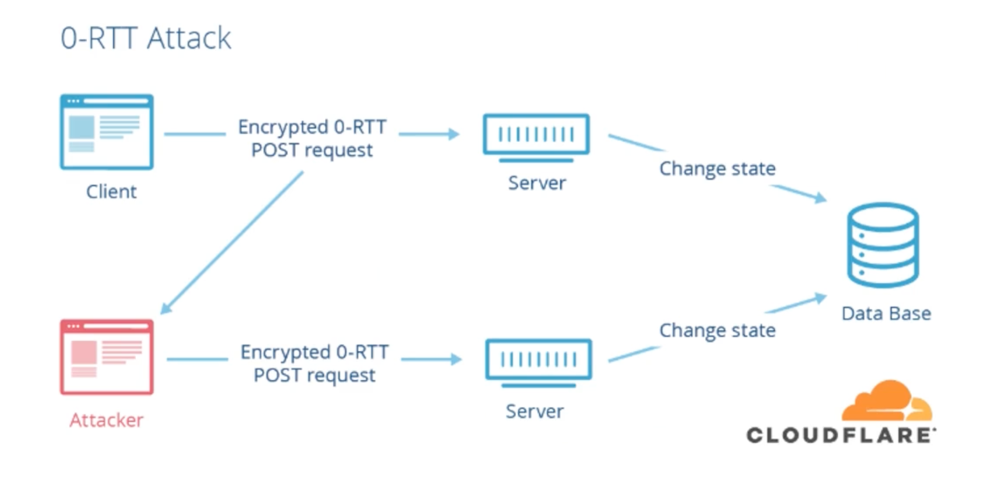 0-RTT Attack
Encrypted 0-RTT
POST request
Client
Server
Change state
Data Base
Encrypted 0-RTT
POST request
Change state
Attacker
Server
CLOUDFLARE